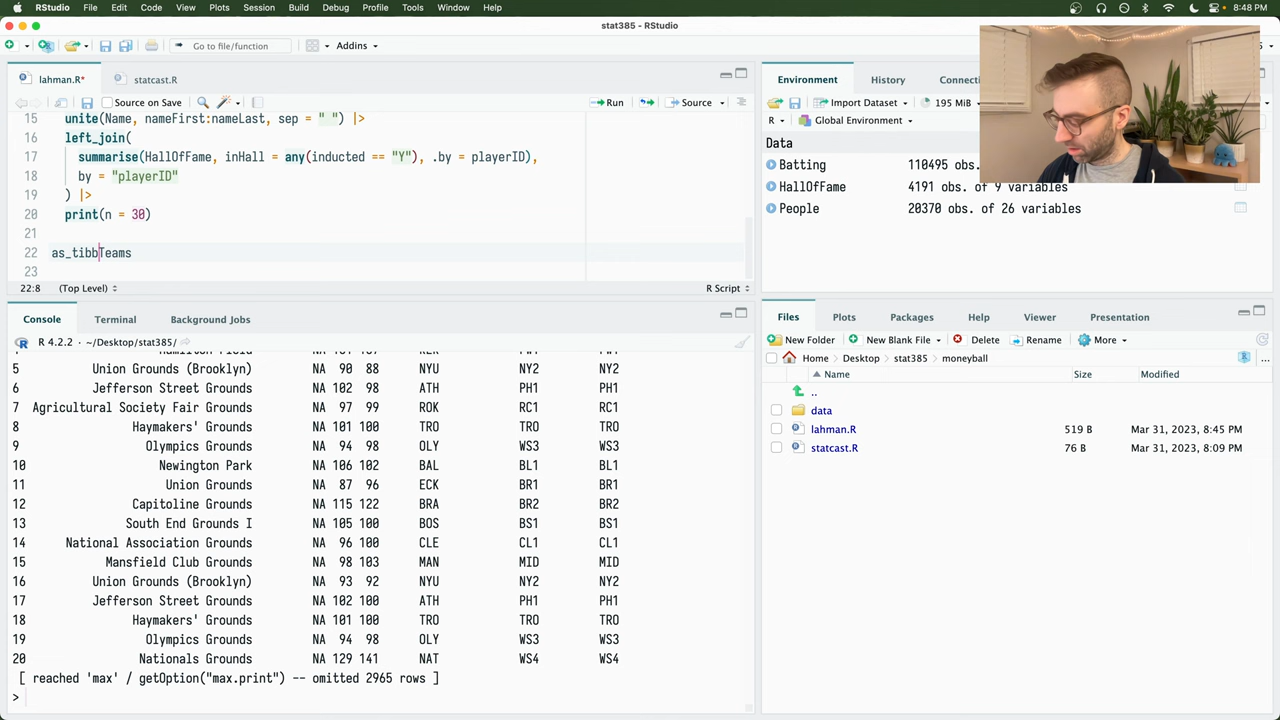 RStudio File Edit Code View Plots Session Build Debug Profile Tools Window Help 8:48 PM
stat385 - RStudio
Go to file/function Addins
lahman.R* statcast.R
Source on Save Run Source
15 unite(Name, nameFirst:nameLast, sep = " ") |>
16 left_join(
17 summarise(HallOfFame, inHall = any(inducted == "Y"), .by = playerID),
18 by = "playerID"
19 ) |>
20 print(n = 30)
21
22 as_tibbTeams
23
22:8 (Top Level) R Script
Console Terminal Background Jobs
R 4.2.2 · ~/Desktop/stat385/
5 Union Grounds (Brooklyn) NA 90 88 NYU NY2 NY2
6 Jefferson Street Grounds NA 102 98 ATH PH1 PH1
7 Agricultural Society Fair Grounds NA 97 99 ROK RC1 RC1
8 Haymakers' Grounds NA 101 100 TRO TRO TRO
9 Olympics Grounds NA 94 98 OLY WS3 WS3
10 Newington Park NA 106 102 BAL BL1 BL1
11 Union Grounds NA 87 96 ECK BR1 BR1
12 Capitoline Grounds NA 115 122 BRA BR2 BR2
13 South End Grounds I NA 105 100 BOS BS1 BS1
14 National Association Grounds NA 96 100 CLE CL1 CL1
15 Mansfield Club Grounds NA 98 103 MAN MID MID
16 Union Grounds (Brooklyn) NA 93 92 NYU NY2 NY2
17 Jefferson Street Grounds NA 102 100 ATH PH1 PH1
18 Haymakers' Grounds NA 101 100 TRO TRO TRO
19 Olympics Grounds NA 94 98 OLY WS3 WS3
20 Nationals Grounds NA 129 141 NAT WS4 WS4
[ reached 'max' / getOption("max.print") -- omitted 2965 rows ]
>
Environment History
Import Dataset 195 MiB
R Global Environment
Data
Batting 110495 obs.
HallOfFame 4191 obs. of 9 variables
People 20370 obs. of 26 variables
Files Plots Packages Help Viewer Presentation
New Folder New Blank File Delete Rename More
Home Desktop stat385 moneyball ...
Name Size Modified
..
data
lahman.R 519 B Mar 31, 2023, 8:45 PM
statcast.R 76 B Mar 31, 2023, 8:09 PM